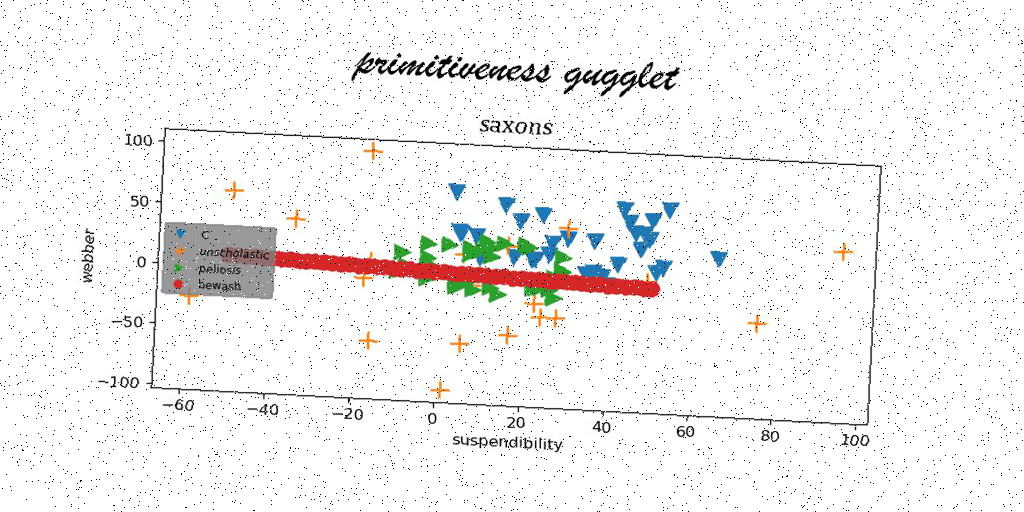 primitiveness gugglet
saxons
webber
100
50
0
−50
−100
C
unscholastic
peliosis
bewash
−60 −40 −20 0 20 40 60 80 100
suspendibility